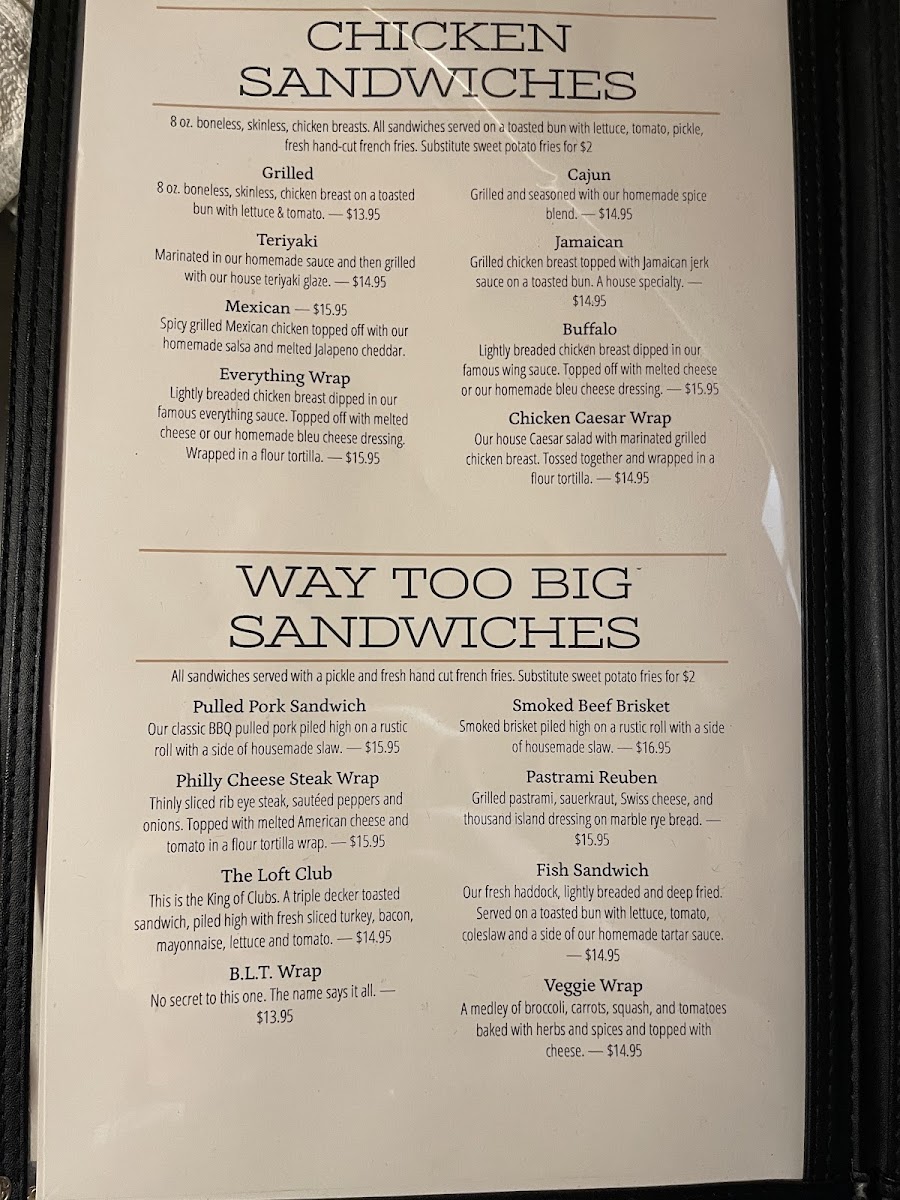 CHICKEN
SANDWICHES
8 oz. boneless, skinless, chicken breasts. All sandwiches served on a toasted bun with lettuce, tomato, pickle,
fresh hand-cut french fries. Substitute sweet potato fries for $2
Grilled
8 oz. boneless, skinless, chicken breast on a toasted
bun with lettuce & tomato. — $13.95
Teriyaki
Marinated in our homemade sauce and then grilled
with our house teriyaki glaze. — $14.95
Mexican — $15.95
Spicy grilled Mexican chicken topped off with our
homemade salsa and melted Jalapeno cheddar.
Everything Wrap
Lightly breaded chicken breast dipped in our
famous everything sauce. Topped off with melted
cheese or our homemade bleu cheese dressing.
Wrapped in a flour tortilla. — $15.95
Cajun
Grilled and seasoned with our homemade spice
blend. — $14.95
Jamaican
Grilled chicken breast topped with Jamaican jerk
sauce on a toasted bun. A house specialty. —
$14.95
Buffalo
Lightly breaded chicken breast dipped in our
famous wing sauce. Topped off with melted cheese
or our homemade bleu cheese dressing. — $15.95
Chicken Caesar Wrap
Our house Caesar salad with marinated grilled
chicken breast. Tossed together and wrapped in a
flour tortilla. — $14.95
WAY TOO BIG
SANDWICHES
All sandwiches served with a pickle and fresh hand cut french fries. Substitute sweet potato fries for $2
Pulled Pork Sandwich
Our classic BBQ pulled pork piled high on a rustic
roll with a side of housemade slaw. — $15.95
Philly Cheese Steak Wrap
Thinly sliced rib eye steak, sautéed peppers and
onions. Topped with melted American cheese and
tomato in a flour tortilla wrap. — $15.95
The Loft Club
This is the King of Clubs. A triple decker toasted
sandwich, piled high with fresh sliced turkey, bacon,
mayonnaise, lettuce and tomato. — $14.95
B.L.T. Wrap
No secret to this one. The name says it all. —
$13.95
Smoked Beef Brisket
Smoked brisket piled high on a rustic roll with a side
of housemade slaw. — $16.95
Pastrami Reuben
Grilled pastrami, sauerkraut, Swiss cheese, and
thousand island dressing on marble rye bread. —
$15.95
Fish Sandwich
Our fresh haddock, lightly breaded and deep fried.
Served on a toasted bun with lettuce, tomato,
coleslaw and a side of our homemade tartar sauce.
— $14.95
Veggie Wrap
A medley of broccoli, carrots, squash, and tomatoes
baked with herbs and spices and topped with
cheese. — $14.95